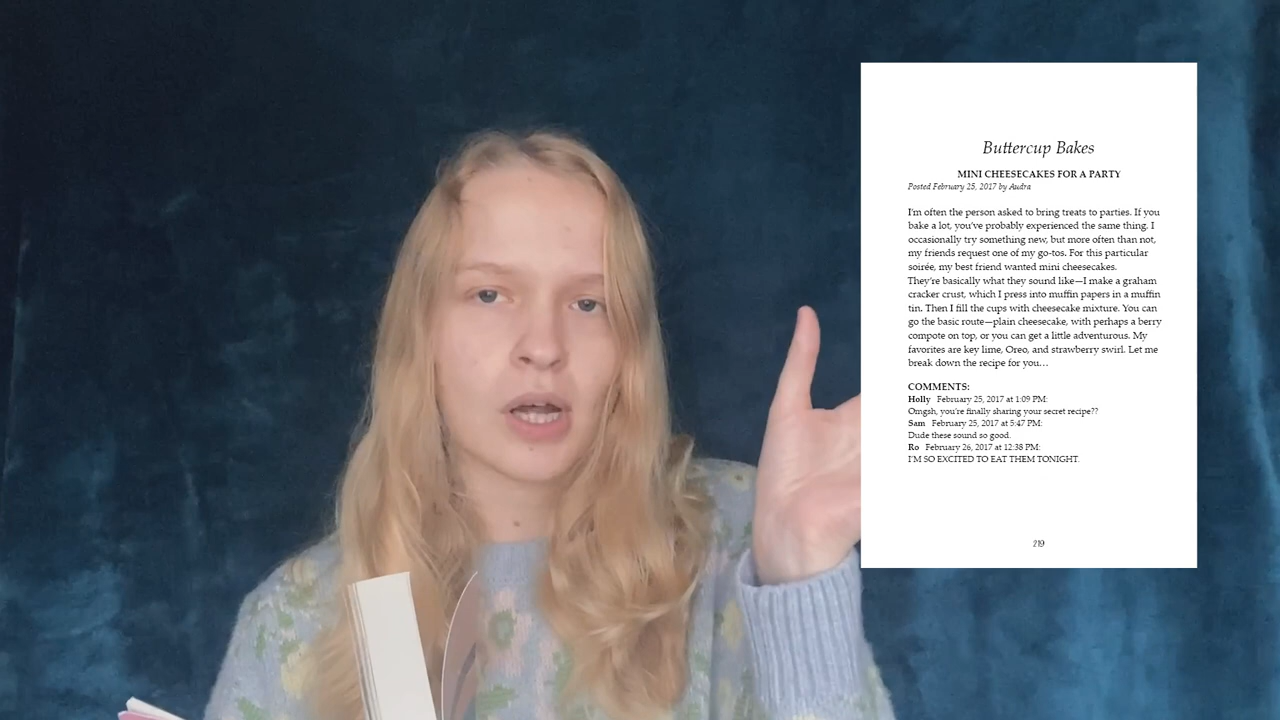 Buttercup Bakes
MINI CHEESECAKES FOR A PARTY
Posted February 25, 2017 by Audra
I'm often the person asked to bring treats to parties. If you
bake a lot, you've probably experienced the same thing. I
occasionally try something new, but more often than not,
my friends request one of my go-tos. For this particular
soirée, my best friend wanted mini cheesecakes.
They're basically what they sound like—I make a graham
cracker crust, which I press into muffin papers in a muffin
tin. Then I fill the cups with cheesecake mixture. You can
go the basic route—plain cheesecake, with perhaps a berry
compote on top, or you can get a little adventurous. My
favorites are key lime, Oreo, and strawberry swirl. Let me
break down the recipe for you…
COMMENTS:
Holly February 25, 2017 at 1:09 PM:
Omgsh, you're finally sharing your secret recipe??
Sam February 25, 2017 at 5:47 PM:
Dude these sound so good.
Ro February 26, 2017 at 12:38 PM:
I'M SO EXCITED TO EAT THEM TONIGHT.
219